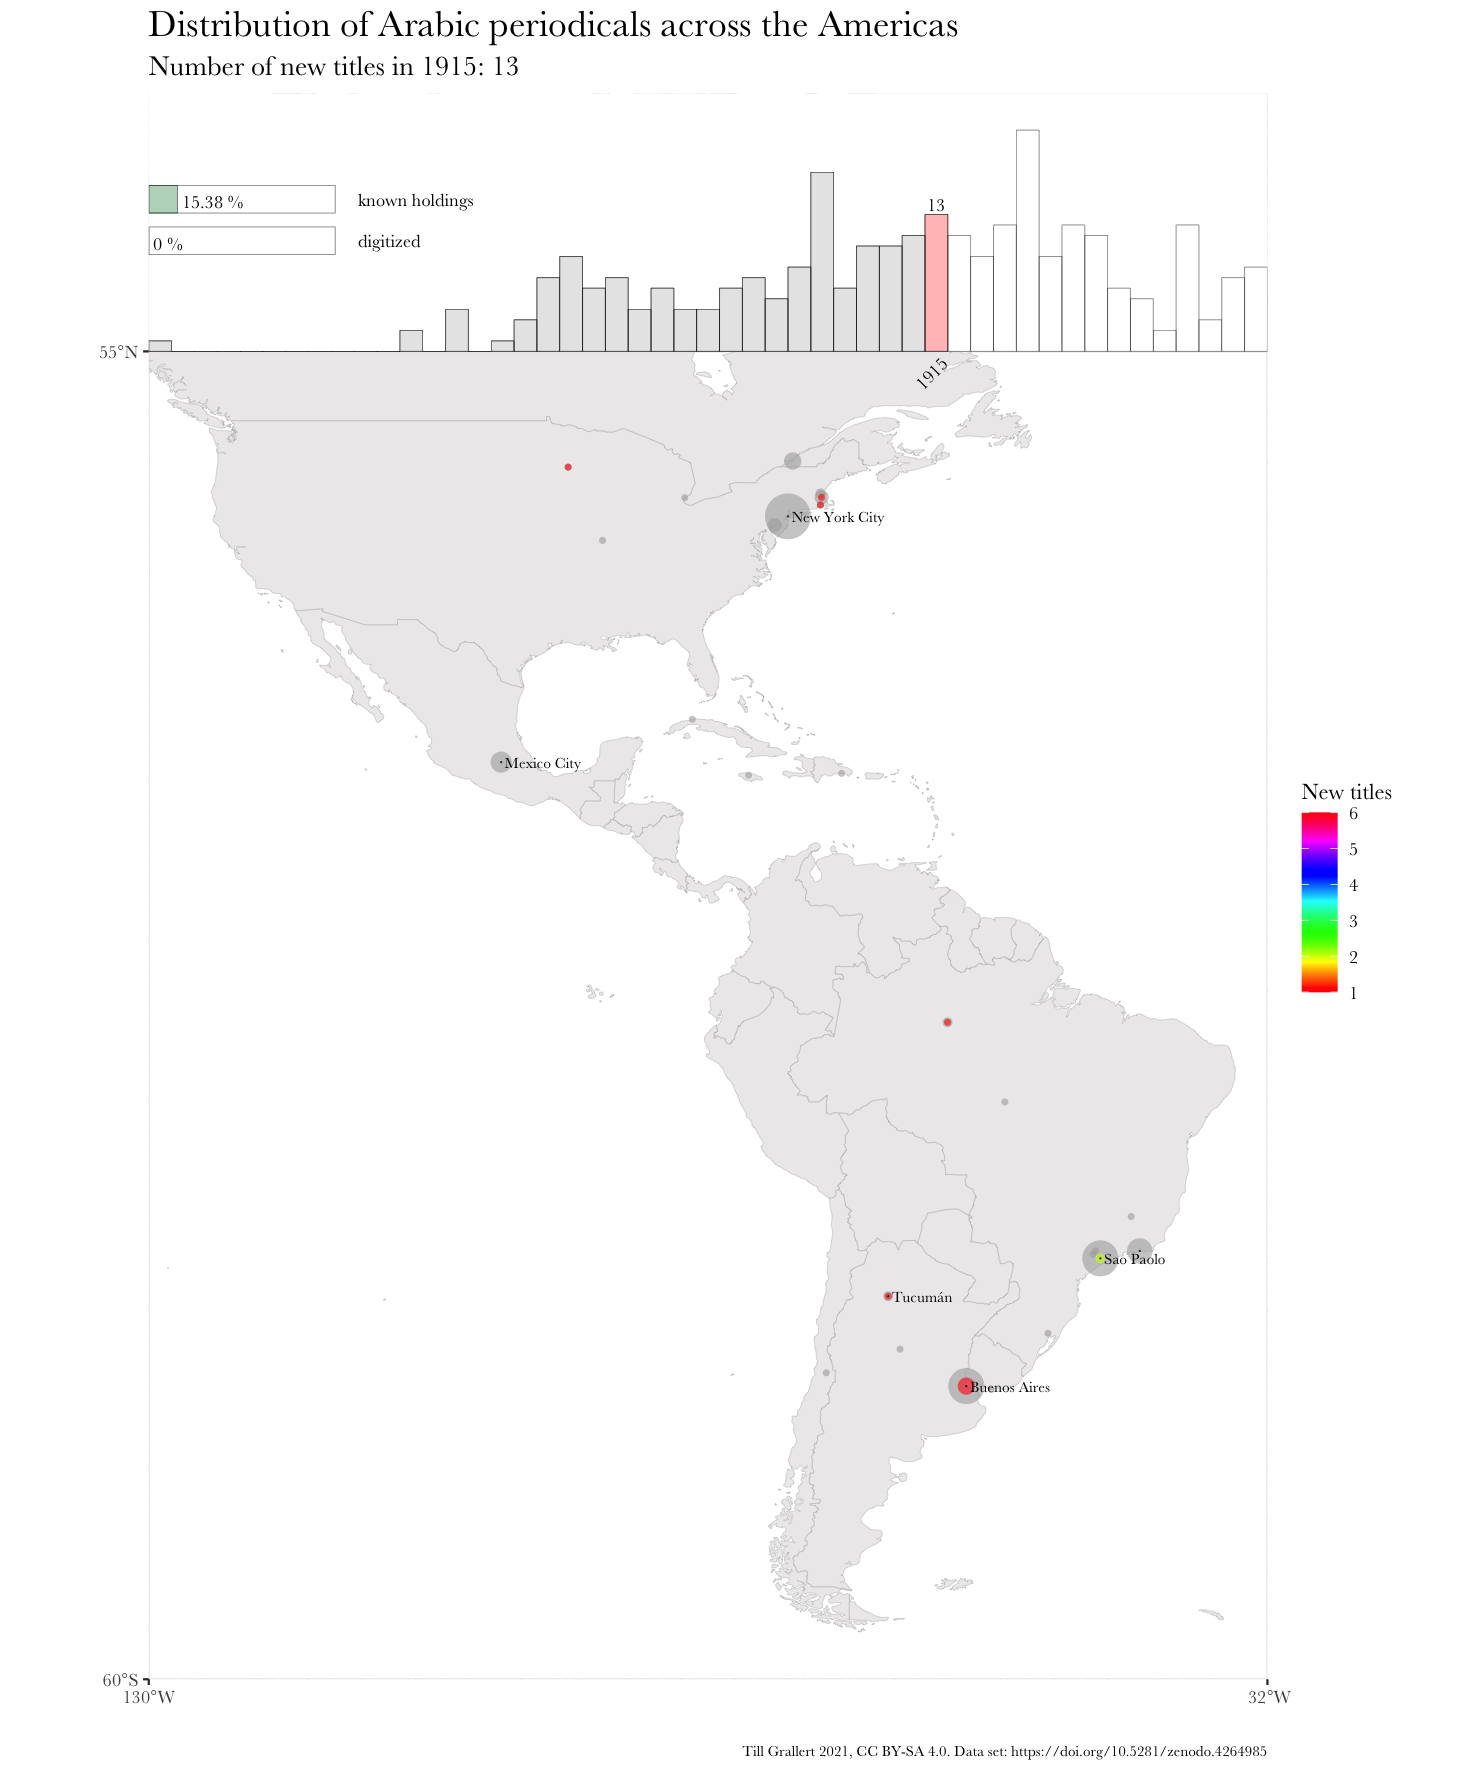 Distribution of Arabic periodicals across the Americas
Number of new titles in 1915: 13
15.38 %
known holdings
0 %
digitized
13
55°N
1915
New York City
Mexico City
New titles
6
5
4
3
2
1
Sao Paolo
Tucumán
Buenos Aires
60°S
130°W
32°W
Till Grallert 2021, CC BY-SA 4.0. Data set: https://doi.org/10.5281/zenodo.4264985